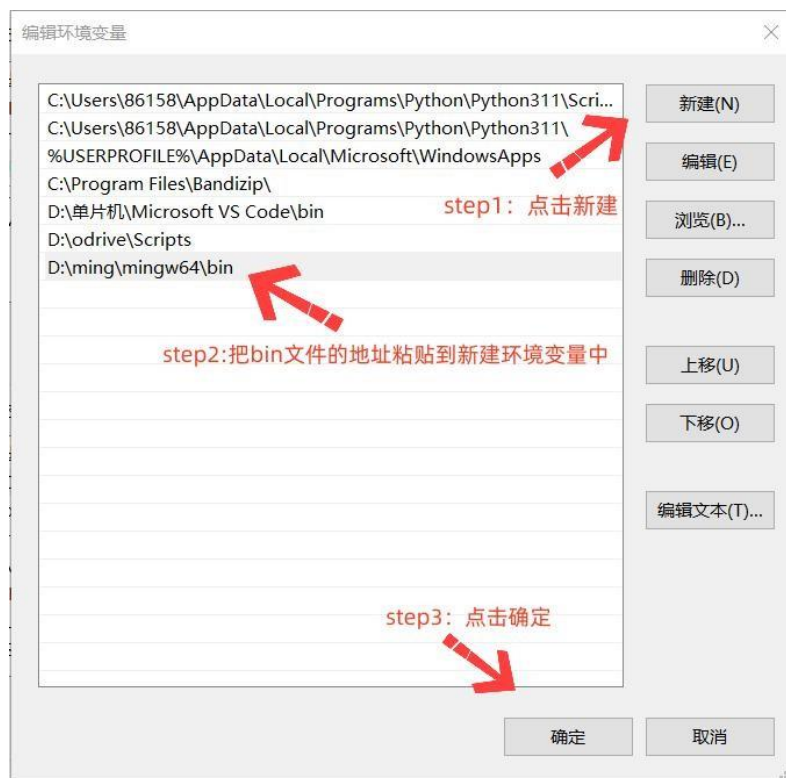 编辑环境变量
C:\Users\86158\AppData\Local\Programs\Python\Python311\Scri...
C:\Users\86158\AppData\Local\Programs\Python\Python311\
%USERPROFILE%\AppData\Local\Microsoft\WindowsApps
C:\Program Files\Bandizip\
D:\单片机\Microsoft VS Code\bin
D:\odrive\Scripts
D:\ming\mingw64\bin
step1：点击新建
step2:把bin文件的地址粘贴到新建环境变量中
step3：点击确定
新建(N)
编辑(E)
浏览(B)...
删除(D)
上移(U)
下移(O)
编辑文本(T)...
确定
取消